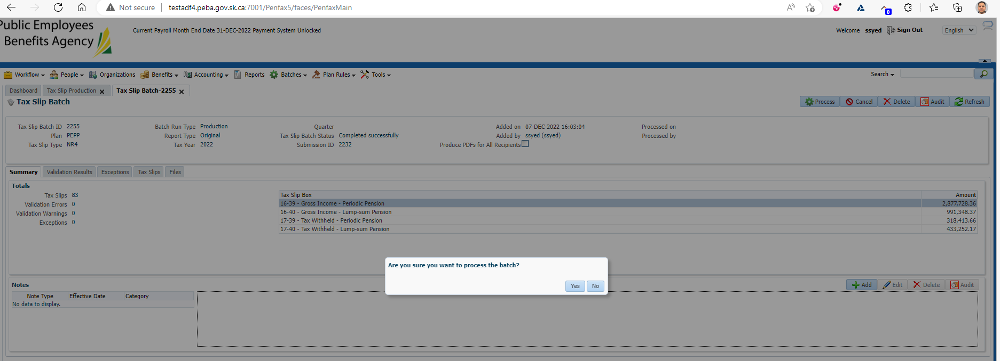 Not secure testadf4.peba.gov.sk.ca:7001/Penfax5/faces/PenfaxMain
0
Public Employees
Benefits Agency
Current Payroll Month End Date 31-DEC-2022 Payment System Unlocked
Welcome ssyed Sign Out English
Workflow People Organizations Benefits Accounting Reports Batches Plan Rules Tools Search
Dashboard Tax Slip Production Tax Slip Batch-2255
Tax Slip Batch Process Cancel Delete Audit Refresh
Tax Slip Batch ID 2255 Batch Run Type Production Quarter Added on 07-DEC-2022 16:03:04 Processed on
Plan PEPP Report Type Original Tax Slip Batch Status Completed successfully Added by ssyed (ssyed) Processed by
Tax Slip Type NR4 Tax Year 2022 Submission ID 2232 Produce PDFs for All Recipients
Summary Validation Results Exceptions Tax Slips Files
Totals
Tax Slips 83
Validation Errors 0
Validation Warnings 0
Exceptions 0
Tax Slip Box Amount
16-39 - Gross Income - Periodic Pension 2,877,728.36
16-40 - Gross Income - Lump-sum Pension 991,348.37
17-39 - Tax Withheld - Periodic Pension 318,413.66
17-40 - Tax Withheld - Lump-sum Pension 433,252.17
Are you sure you want to process the batch?
Yes No
Notes Add Edit Delete Audit
Note Type Effective Date Category
No data to display.